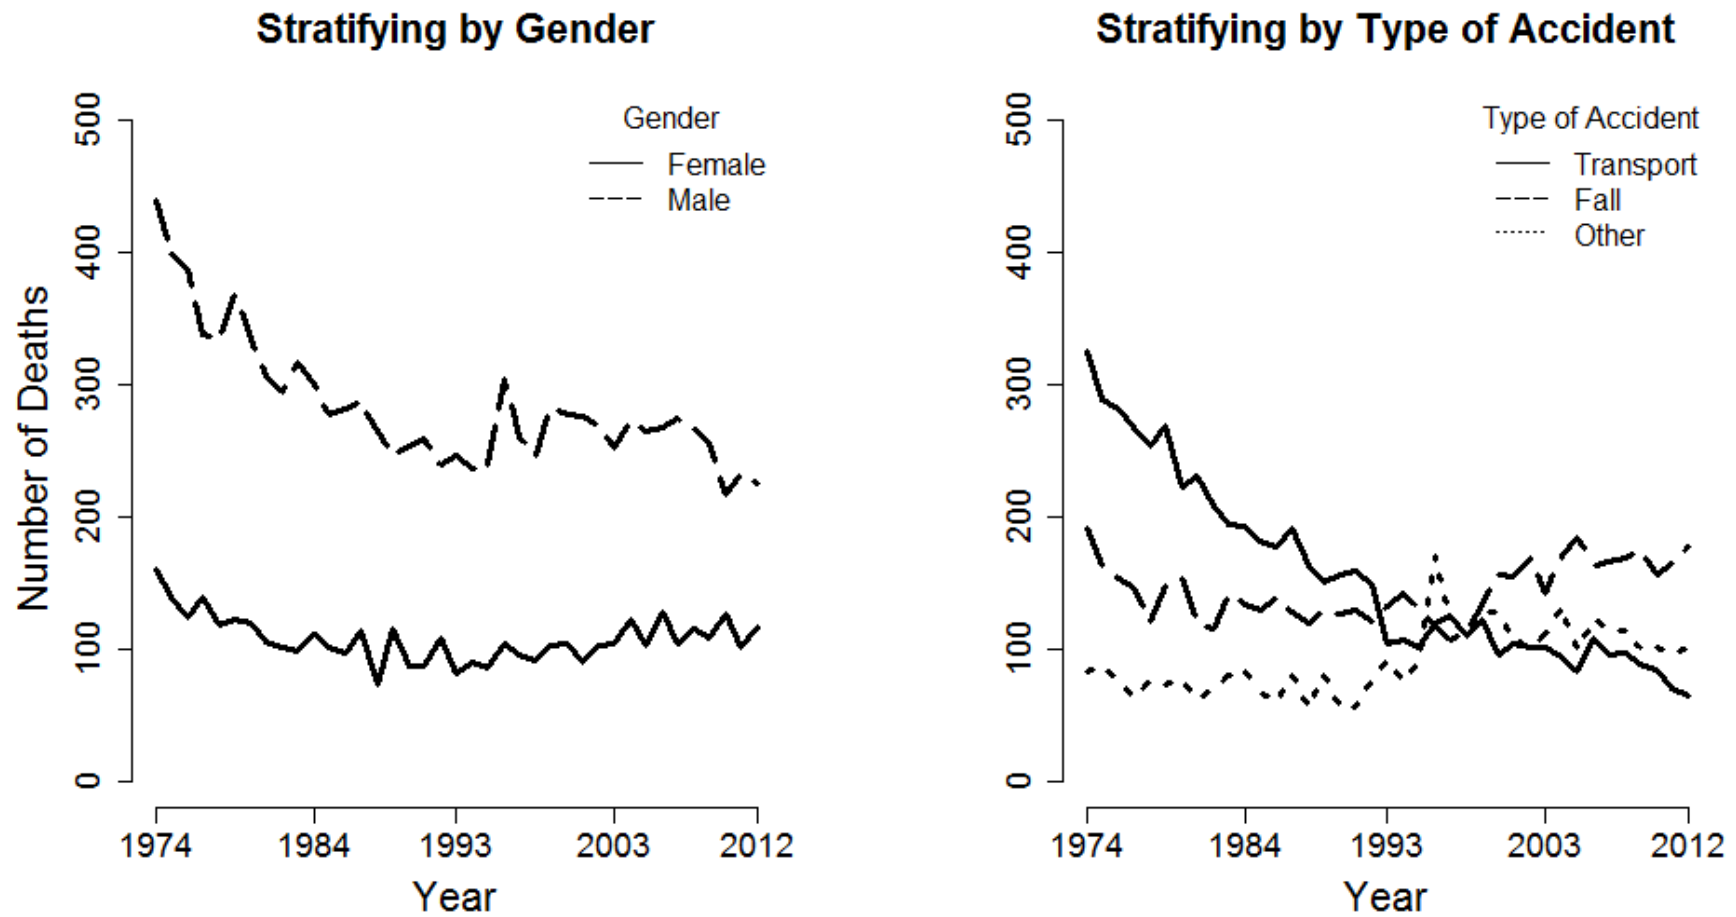 Stratifying by Gender
Number of Deaths
500
400
300
200
100
0
Gender
Female
Male
1974 1984 1993 2003 2012
Year
Stratifying by Type of Accident
500
400
300
200
100
0
Type of Accident
Transport
Fall
Other
1974 1984 1993 2003 2012
Year